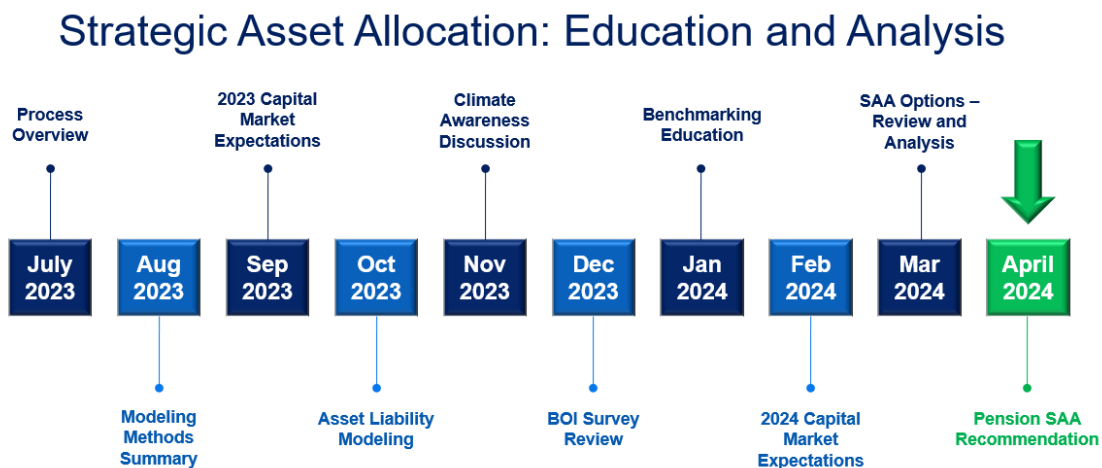 Strategic Asset Allocation: Education and Analysis
Process
Overview
2023 Capital
Market
Expectations
Climate
Awareness
Discussion
Benchmarking
Education
SAA Options –
Review and
Analysis
July
2023
Aug
2023
Sep
2023
Oct
2023
Nov
2023
Dec
2023
Jan
2024
Feb
2024
Mar
2024
April
2024
Modeling
Methods
Summary
Asset Liability
Modeling
BOI Survey
Review
2024 Capital
Market
Expectations
Pension SAA
Recommendation